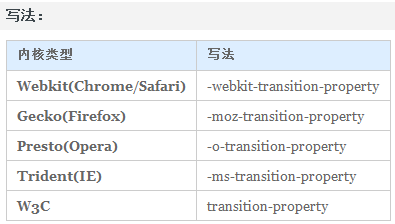 写法：
内核类型 写法
Webkit(Chrome/Safari) -webkit-transition-property
Gecko(Firefox) -moz-transition-property
Presto(Opera) -o-transition-property
Trident(IE) -ms-transition-property
W3C transition-property